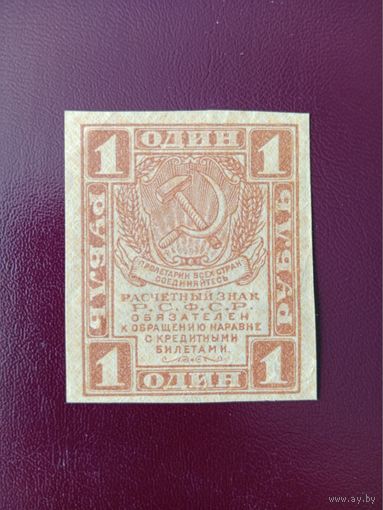 1 ОДИН 1
РУБЛЬ
РУБЛЬ
ПРОЛЕТАРИИ ВСЕХ СТРАН
СОЕДИНЯЙТЕСЬ
РАСЧЕТНЫЙ ЗНАК
Р.С.Ф.С.Р.
ОБЯЗАТЕЛЕН
К ОБРАЩЕНИЮ НАРАВНЕ
С КРЕДИТНЫМИ
БИЛЕТАМИ.
1 ОДИН 1
www.ay.by